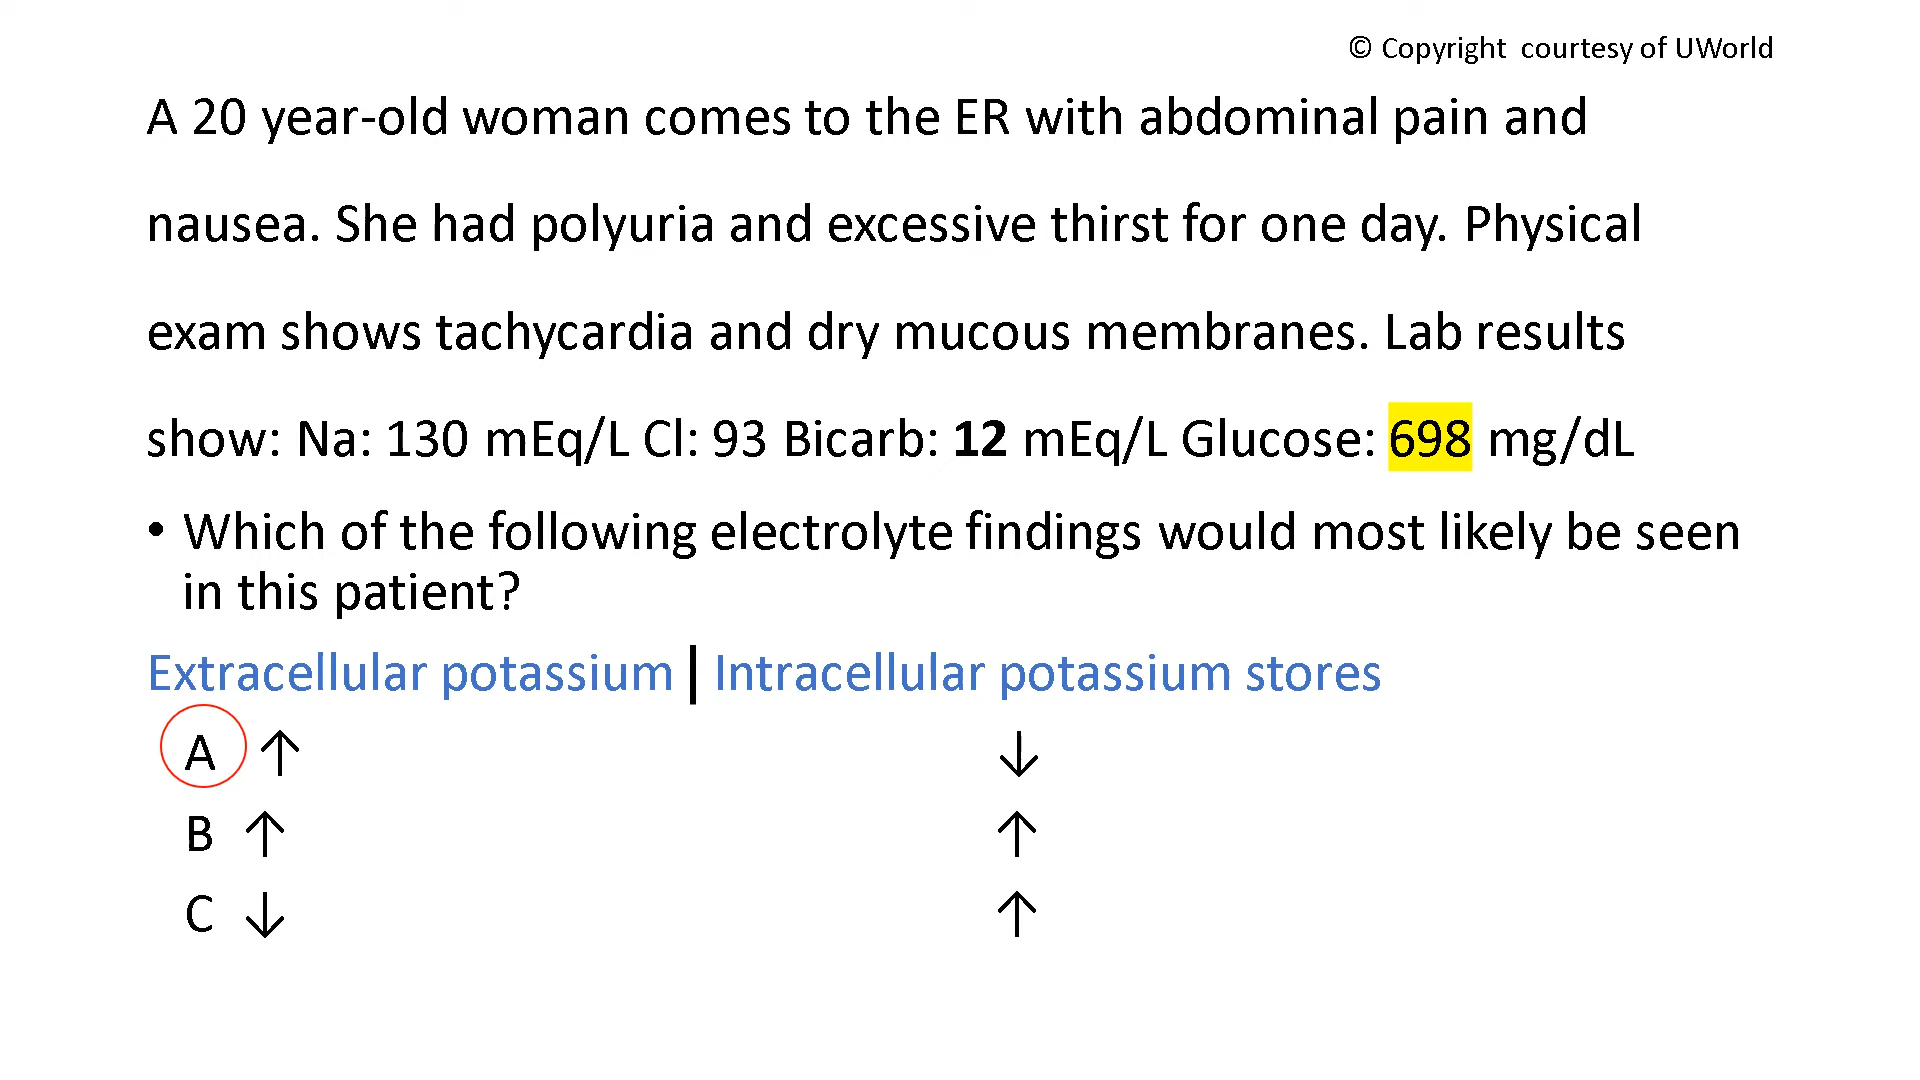 © Copyright courtesy of UWorld
A 20 year-old woman comes to the ER with abdominal pain and
nausea. She had polyuria and excessive thirst for one day. Physical
exam shows tachycardia and dry mucous membranes. Lab results
show: Na: 130 mEq/L Cl: 93 Bicarb: 12 mEq/L Glucose: 698 mg/dL
• Which of the following electrolyte findings would most likely be seen
in this patient?
Extracellular potassium | Intracellular potassium stores
A ↑ ↓
B ↑ ↑
C ↓ ↑